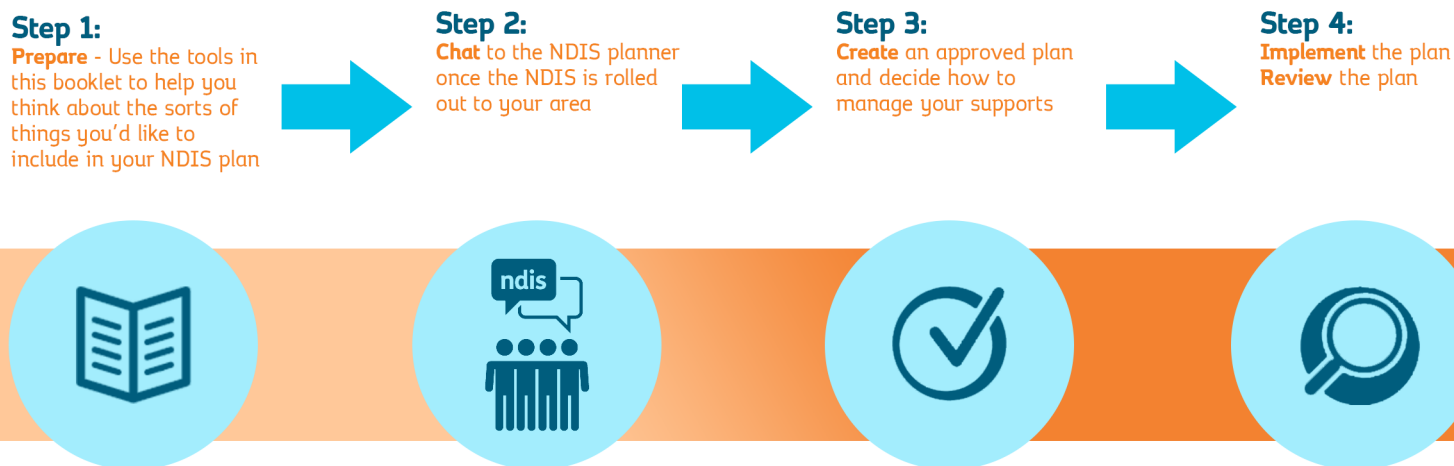 Step 1:
Prepare - Use the tools in
this booklet to help you
think about the sorts of
things you'd like to
include in your NDIS plan
Step 2:
Chat to the NDIS planner
once the NDIS is rolled
out to your area
Step 3:
Create an approved plan
and decide how to
manage your supports
Step 4:
Implement the plan
Review the plan
ndis